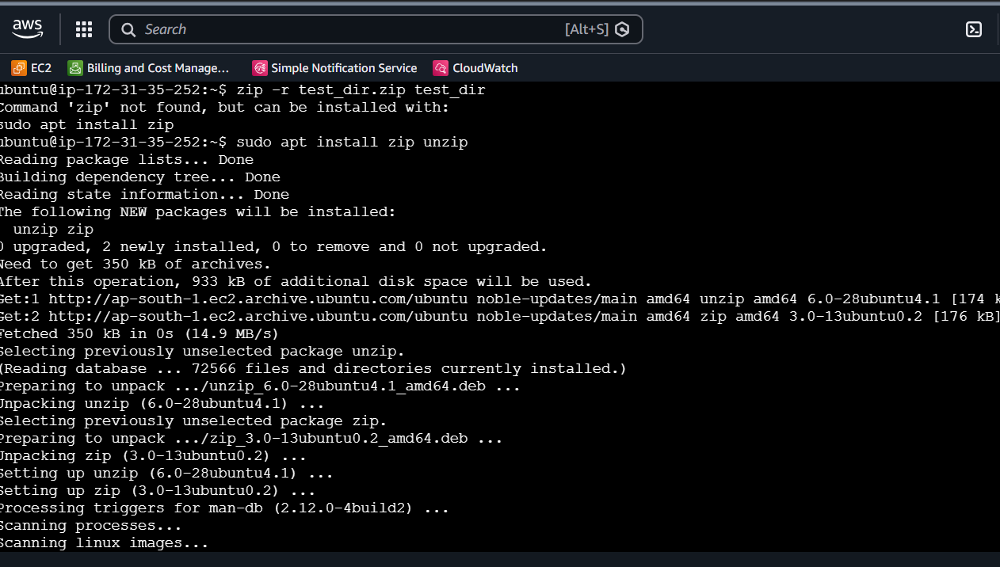 aws
Search [Alt+S]
EC2 Billing and Cost Manage... Simple Notification Service CloudWatch
ubuntu@ip-172-31-35-252:~$ zip -r test_dir.zip test_dir
Command 'zip' not found, but can be installed with:
sudo apt install zip
ubuntu@ip-172-31-35-252:~$ sudo apt install zip unzip
Reading package lists... Done
Building dependency tree... Done
Reading state information... Done
The following NEW packages will be installed:
  unzip zip
0 upgraded, 2 newly installed, 0 to remove and 0 not upgraded.
Need to get 350 kB of archives.
After this operation, 933 kB of additional disk space will be used.
Get:1 http://ap-south-1.ec2.archive.ubuntu.com/ubuntu noble-updates/main amd64 unzip amd64 6.0-28ubuntu4.1 [174 k
Get:2 http://ap-south-1.ec2.archive.ubuntu.com/ubuntu noble-updates/main amd64 zip amd64 3.0-13ubuntu0.2 [176 kB]
Fetched 350 kB in 0s (14.9 MB/s)
Selecting previously unselected package unzip.
(Reading database ... 72566 files and directories currently installed.)
Preparing to unpack .../unzip_6.0-28ubuntu4.1_amd64.deb ...
Unpacking unzip (6.0-28ubuntu4.1) ...
Selecting previously unselected package zip.
Preparing to unpack .../zip_3.0-13ubuntu0.2_amd64.deb ...
Unpacking zip (3.0-13ubuntu0.2) ...
Setting up unzip (6.0-28ubuntu4.1) ...
Setting up zip (3.0-13ubuntu0.2) ...
Processing triggers for man-db (2.12.0-4build2) ...
Scanning processes...
Scanning linux images...